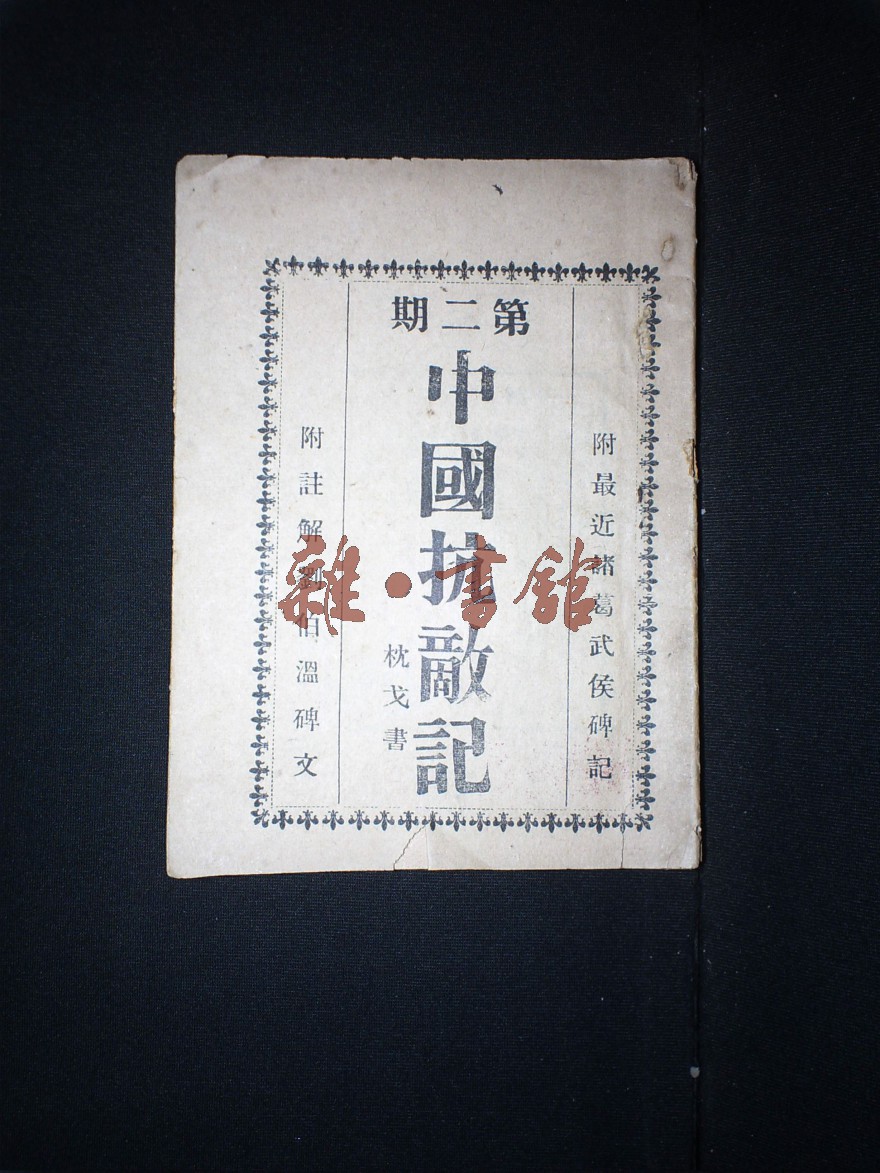 第二期
附最近諸葛武侯碑記
中國抗敵記
枕戈書
附註解劉伯溫碑文
雜·書館